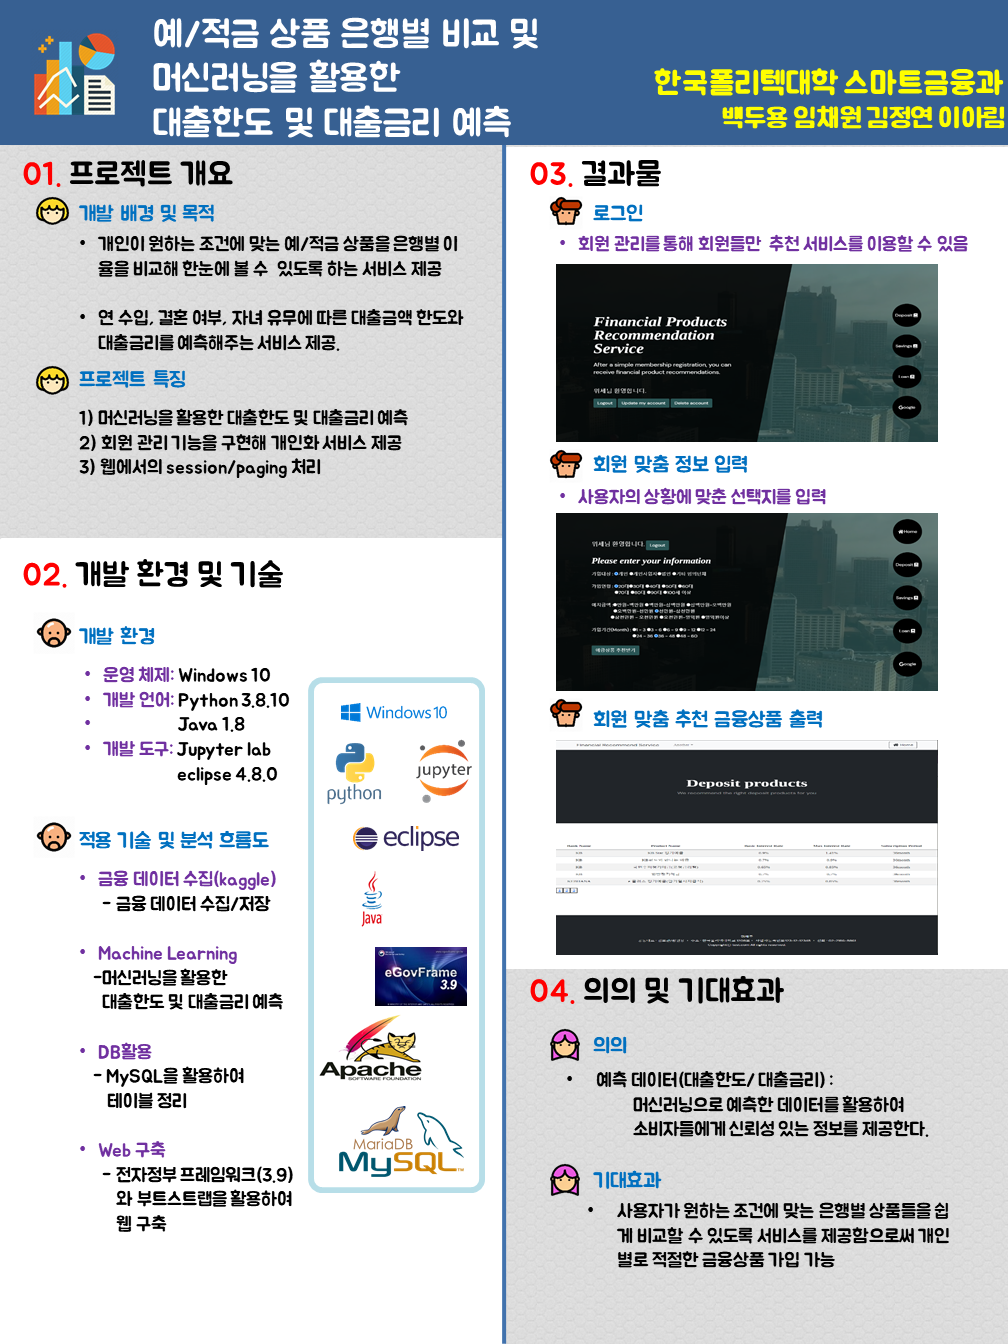 예/적금 상품 은행별 비교 및
머신러닝을 활용한
대출한도 및 대출금리 예측
한국폴리텍대학 스마트금융과
백두용 임채원 김정연 이아림
01. 프로젝트 개요
개발 배경 및 목적
• 개인이 원하는 조건에 맞는 예/적금 상품을 은행별 이
율을 비교해 한눈에 볼 수 있도록 하는 서비스 제공
• 연 수입, 결혼 여부, 자녀 유무에 따른 대출금액 한도와
대출금리를 예측해주는 서비스 제공.
프로젝트 특징
1) 머신러닝을 활용한 대출한도 및 대출금리 예측
2) 회원 관리 기능을 구현해 개인화 서비스 제공
3) 웹에서의 session/paging 처리
02. 개발 환경 및 기술
개발 환경
• 운영 체제: Windows 10
• 개발 언어: Python 3.8.10
• Java 1.8
• 개발 도구: Jupyter lab
eclipse 4.8.0
Windows 10
python
jupyter
eclipse
Java
eGovFrame
3.9
Apache
SOFTWARE FOUNDATION
MariaDB
MySQL
적용 기술 및 분석 흐름도
• 금융 데이터 수집(kaggle)
- 금융 데이터 수집/저장
• Machine Learning
-머신러닝을 활용한
대출한도 및 대출금리 예측
• DB활용
- MySQL을 활용하여
테이블 정리
• Web 구축
- 전자정부 프레임워크(3.9)
와 부트스트랩을 활용하여
웹 구축
03. 결과물
로그인
• 회원 관리를 통해 회원들만 추천 서비스를 이용할 수 있음
Financial Products
Recommendation
Service
After a simple membership registration, you can
receive financial product recommendations.
위세님 환영합니다.
Logout Update my account Delete account
Deposit
Savings
Loan
Google
회원 맞춤 정보 입력
• 사용자의 상황에 맞춘 선택지를 입력
위세님 환영합니다. Logout
Please enter your information
Home
Deposit
Savings
Loan
Google
회원 맞춤 추천 금융상품 출력
Financial Recommend Service
Home
Deposit products
We recommend the right deposit products for you
Bank Name Product Name Basic Interest Rate Max Interest Rate Subscription Period
04. 의의 및 기대효과
의의
• 예측 데이터(대출한도/ 대출금리) :
머신러닝으로 예측한 데이터를 활용하여
소비자들에게 신뢰성 있는 정보를 제공한다.
기대효과
• 사용자가 원하는 조건에 맞는 은행별 상품들을 쉽
게 비교할 수 있도록 서비스를 제공함으로써 개인
별로 적절한 금융상품 가입 가능